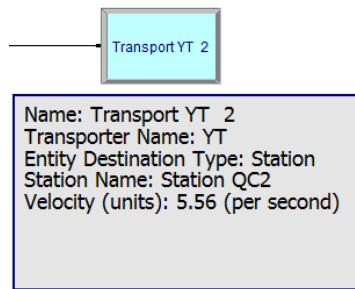 Transport YT 2
Name: Transport YT 2
Transporter Name: YT
Entity Destination Type: Station
Station Name: Station QC2
Velocity (units): 5.56 (per second)